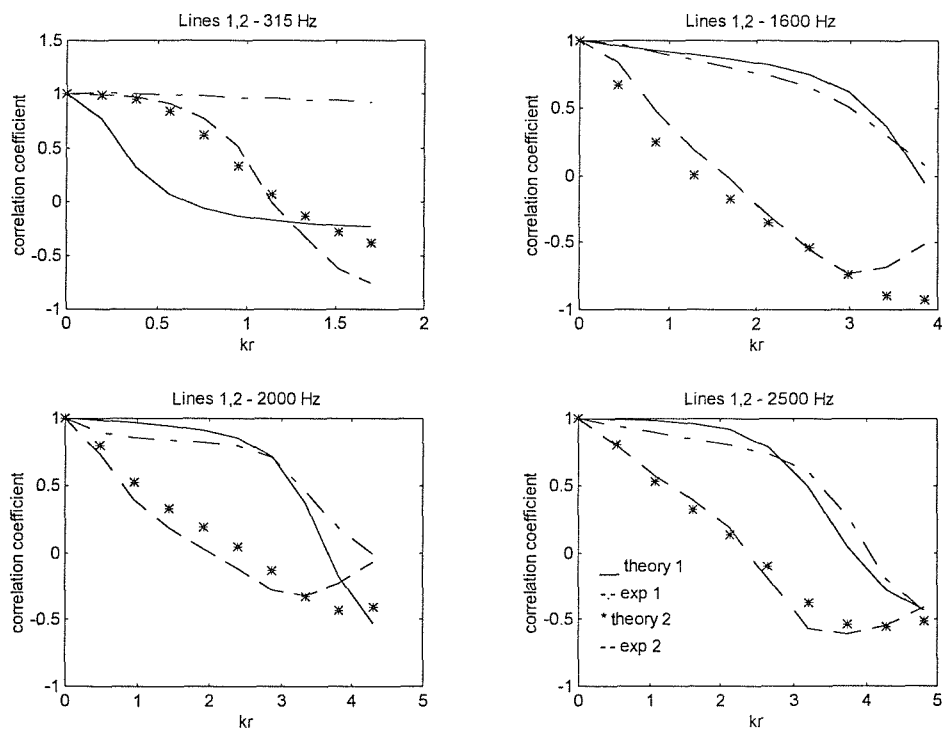 Lines 1,2 - 315 Hz
1.5
1
0.5
0
-0.5
-1
correlation coefficient
0
0.5
1
1.5
2
kr
Lines 1,2 - 1600 Hz
1
0.5
0
-0.5
-1
correlation coefficient
0
1
2
3
4
kr
Lines 1,2 - 2000 Hz
1
0.5
0
-0.5
-1
correlation coefficient
0
1
2
3
4
5
kr
Lines 1,2 - 2500 Hz
1
0.5
0
-0.5
-1
correlation coefficient
theory 1
exp 1
* theory 2
exp 2
0
1
2
3
4
5
kr